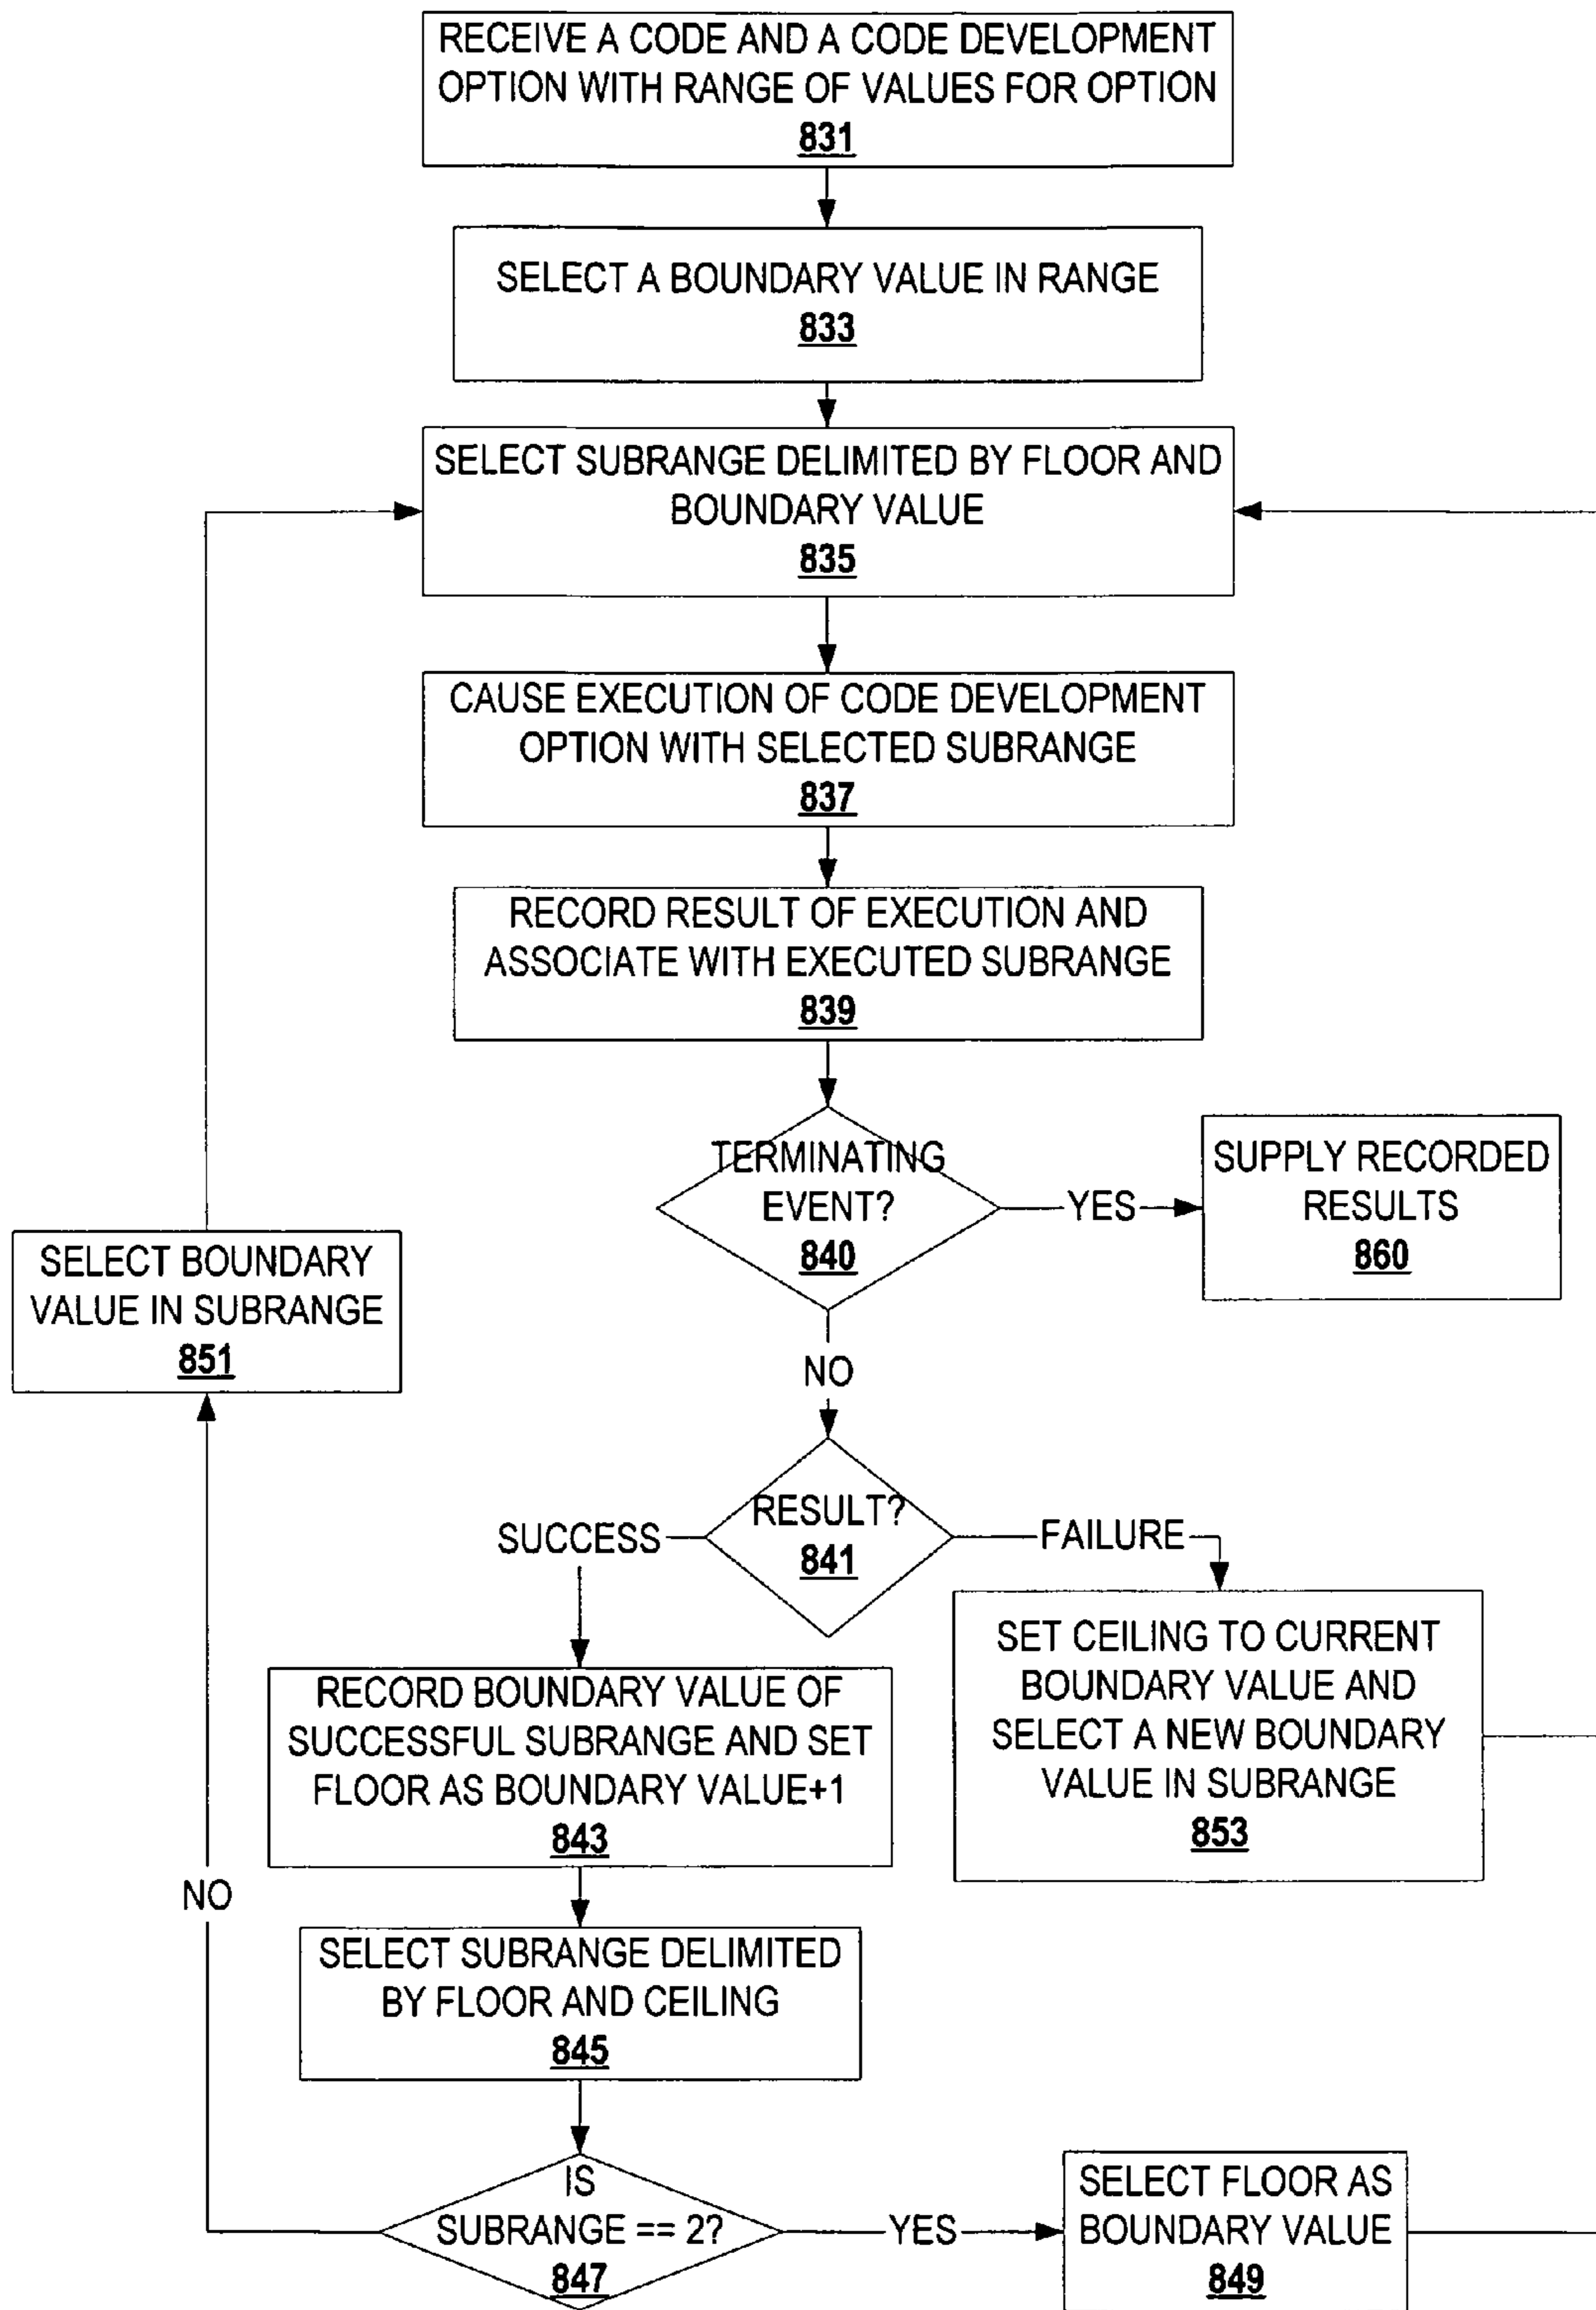 RECEIVE A CODE AND A CODE DEVELOPMENT
OPTION WITH RANGE OF VALUES FOR OPTION
831
SELECT A BOUNDARY VALUE IN RANGE
833
SELECT SUBRANGE DELIMITED BY FLOOR AND
BOUNDARY VALUE
835
CAUSE EXECUTION OF CODE DEVELOPMENT
OPTION WITH SELECTED SUBRANGE
837
RECORD RESULT OF EXECUTION AND
ASSOCIATE WITH EXECUTED SUBRANGE
839
TERMINATING
EVENT?
840
YES
SUPPLY RECORDED
RESULTS
860
SELECT BOUNDARY
VALUE IN SUBRANGE
851
NO
RESULT?
841
SUCCESS
FAILURE
SET CEILING TO CURRENT
BOUNDARY VALUE AND
SELECT A NEW BOUNDARY
VALUE IN SUBRANGE
853
RECORD BOUNDARY VALUE OF
SUCCESSFUL SUBRANGE AND SET
FLOOR AS BOUNDARY VALUE+1
843
NO
SELECT SUBRANGE DELIMITED
BY FLOOR AND CEILING
845
IS
SUBRANGE == 2?
847
YES
SELECT FLOOR AS
BOUNDARY VALUE
849